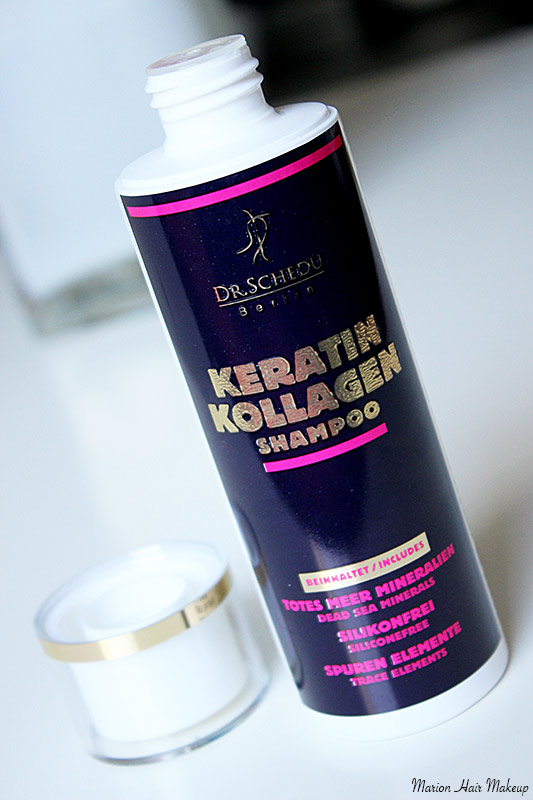 Dr.Schedu
Berlin
KERATIN
KOLLAGEN
SHAMPOO
BEINHALTET / INCLUDES
TOTES MEER MINERALIEN
DEAD SEA MINERALS
SILIKONFREI
SILICONEFREE
SPUREN ELEMENTE
TRACE ELEMENTS
Marion Hair Makeup